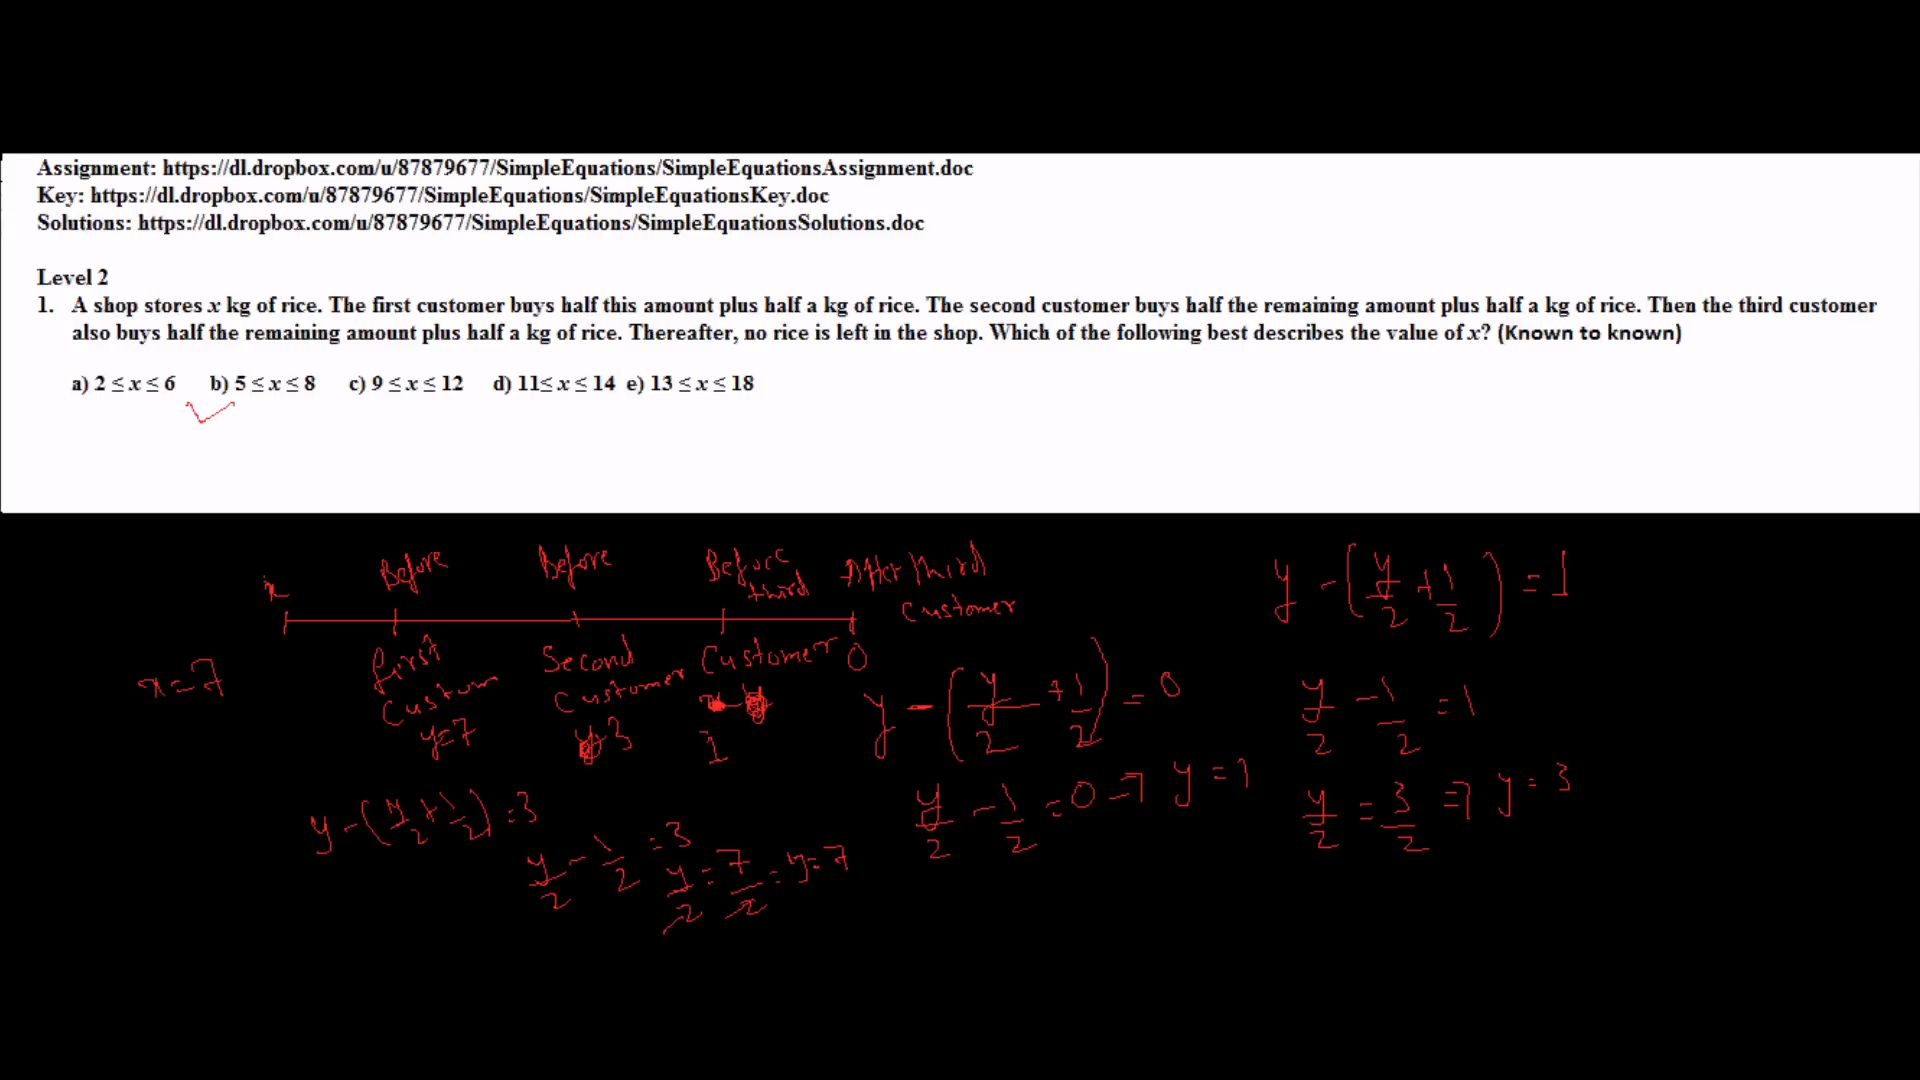 Assignment: https://dl.dropbox.com/u/87879677/SimpleEquations/SimpleEquationsAssignment.doc
Key: https://dl.dropbox.com/u/87879677/SimpleEquations/SimpleEquationsKey.doc
Solutions: https://dl.dropbox.com/u/87879677/SimpleEquations/SimpleEquationsSolutions.doc
Level 2
1. A shop stores x kg of rice. The first customer buys half this amount plus half a kg of rice. The second customer buys half the remaining amount plus half a kg of rice. Then the third customer
also buys half the remaining amount plus half a kg of rice. Thereafter, no rice is left in the shop. Which of the following best describes the value of x? (Known to known)
a) 2 ≤ x ≤ 6 b) 5 ≤ x ≤ 8 c) 9 ≤ x ≤ 12 d) 11≤ x ≤ 14 e) 13 ≤ x ≤ 18
x Before Before Before third After third customer
x=7
first custom y=7
Second customer y 3
Customer 1
0
y - (y/2 + 1/2) = 0
y/2 - 1/2 = 0 => y = 1
y - (y/2 + 1/2) = 1
y/2 - 1/2 = 1
y/2 = 3/2 => y = 3
y - (y/2 + 1/2) = 3
y/2 - 1/2 = 3
y/2 = 7/2 = y = 7